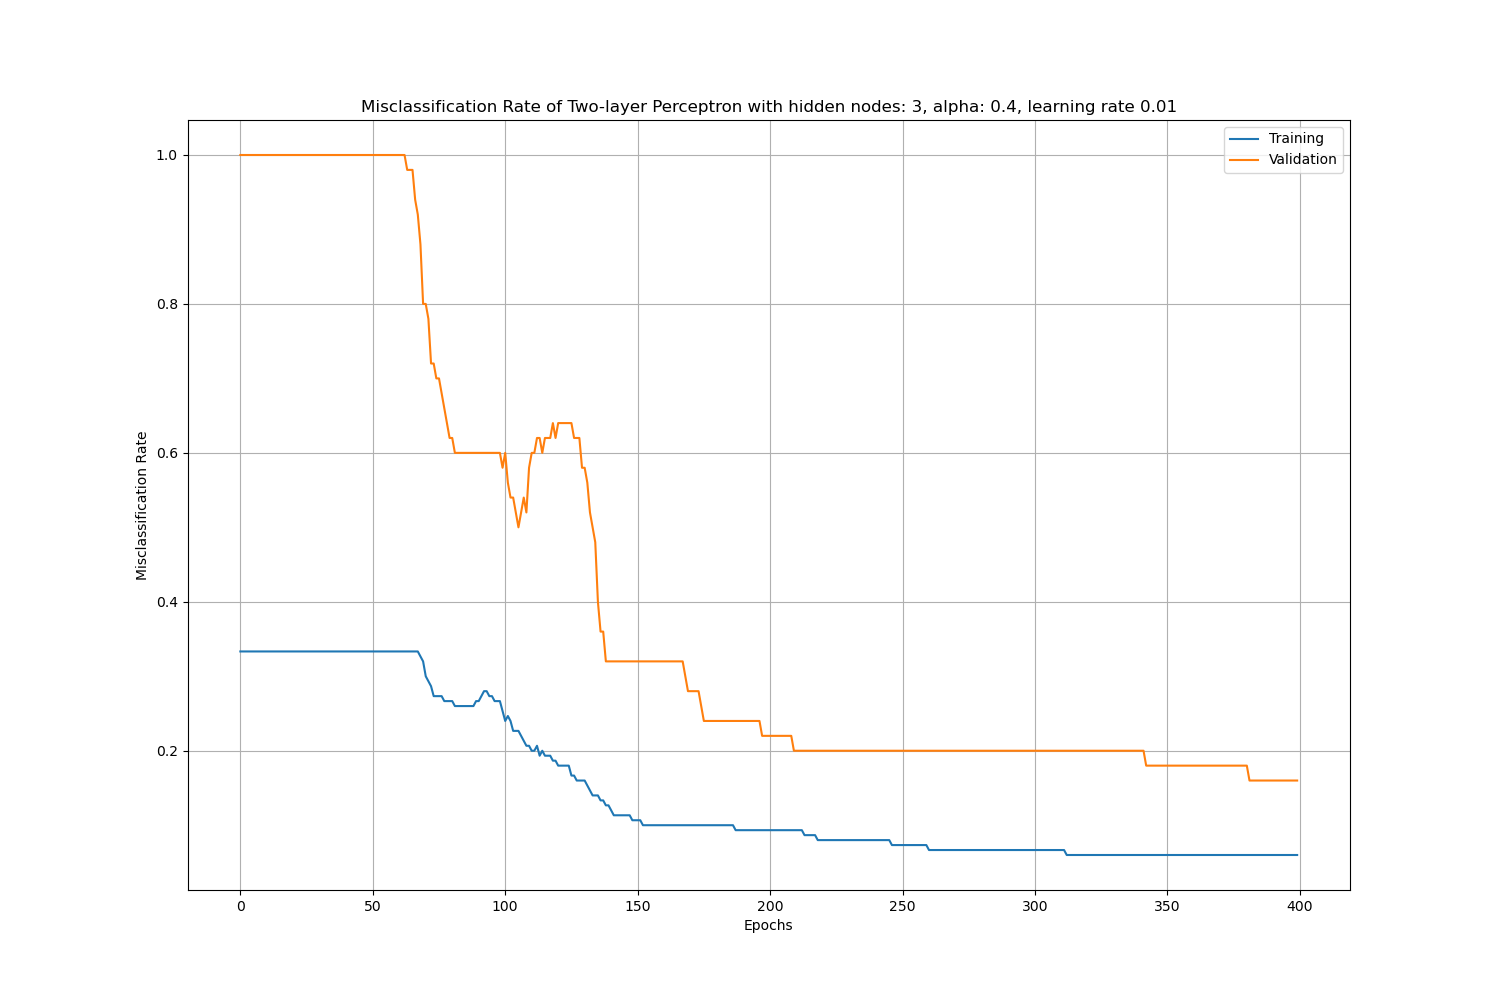 Misclassification Rate of Two-layer Perceptron with hidden nodes: 3, alpha: 0.4, learning rate 0.01
Training
Validation
1.0
0.8
0.6
0.4
0.2
Misclassification Rate
0 50 100 150 200 250 300 350 400
Epochs